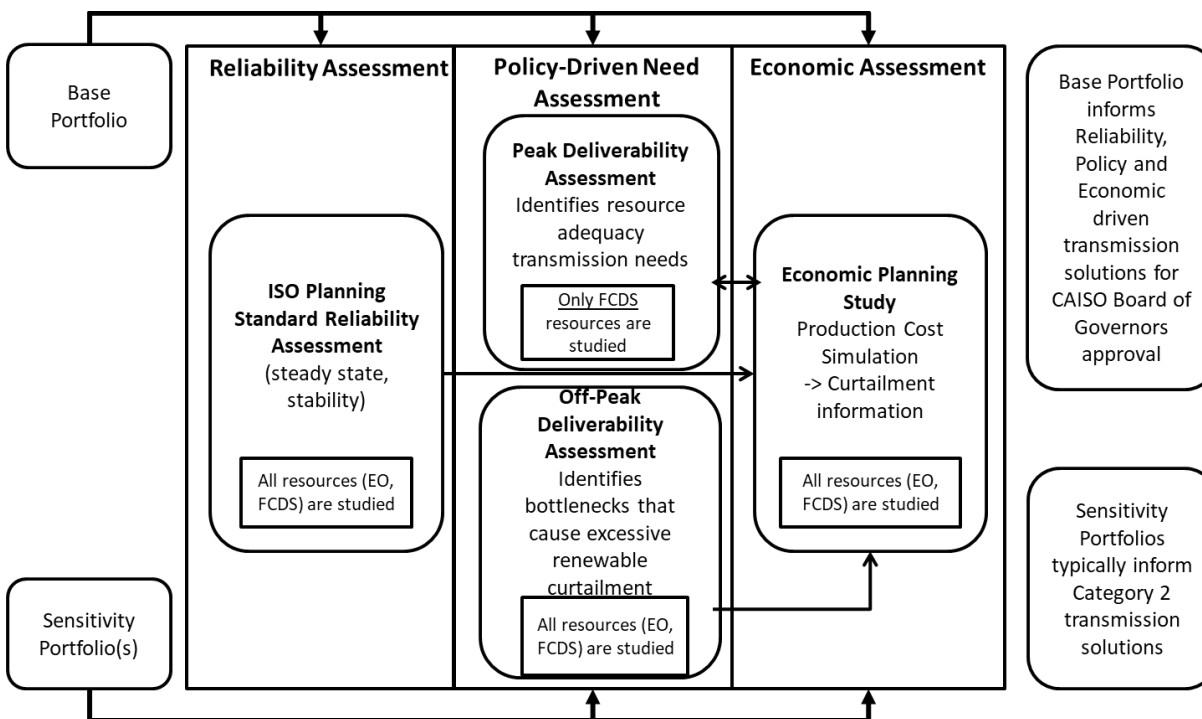 Base
Portfolio
Sensitivity
Portfolio(s)
Reliability Assessment
ISO Planning
Standard Reliability
Assessment
(steady state,
stability)
All resources (EO,
FCDS) are studied
Policy-Driven Need
Assessment
Peak Deliverability
Assessment
Identifies resource
adequacy
transmission needs
Only FCDS
resources are
studied
Off-Peak
Deliverability
Assessment
Identifies
bottlenecks that
cause excessive
renewable
curtailment
All resources (EO,
FCDS) are studied
Economic Assessment
Economic Planning
Study
Production Cost
Simulation
-> Curtailment
information
All resources (EO,
FCDS) are studied
Base Portfolio
informs
Reliability,
Policy and
Economic
driven
transmission
solutions for
CAISO Board of
Governors
approval
Sensitivity
Portfolios
typically inform
Category 2
transmission
solutions